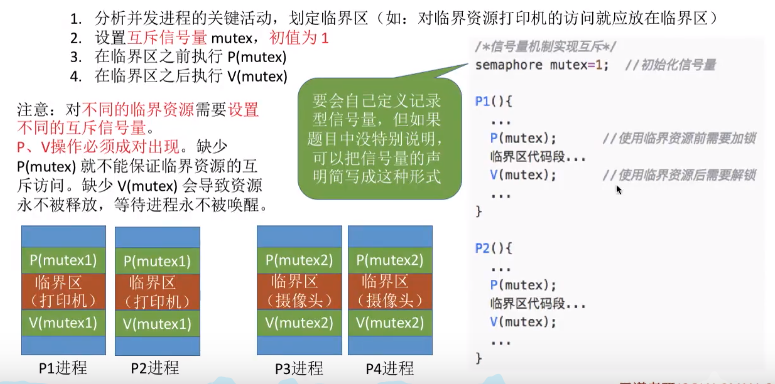 1. 分析并发进程的关键活动，划定临界区（如：对临界资源打印机的访问就应放在临界区）
2. 设置互斥信号量 mutex，初值为 1
3. 在临界区之前执行 P(mutex)
4. 在临界区之后执行 V(mutex)
注意：对不同的临界资源需要设置
不同的互斥信号量。
P、V操作必须成对出现。缺少
P(mutex) 就不能保证临界资源的互
斥访问。缺少 V(mutex) 会导致资源
永不被释放，等待进程永不被唤醒。
要会自己定义记录
型信号量，但如果
题目中没特别说明，
可以把信号量的声
明简写成这种形式
/*信号量机制实现互斥*/
semaphore mutex=1; //初始化信号量
P1(){
...
P(mutex); //使用临界资源前需要加锁
临界区代码段...
V(mutex); //使用临界资源后需要解锁
...
}
P2(){
...
P(mutex);
临界区代码段...
V(mutex);
...
}
P(mutex1) P(mutex1) P(mutex2) P(mutex2)
临界区 临界区 临界区 临界区
（打印机） （打印机） （摄像头） （摄像头）
V(mutex1) V(mutex1) V(mutex2) V(mutex2)
P1进程 P2进程 P3进程 P4进程